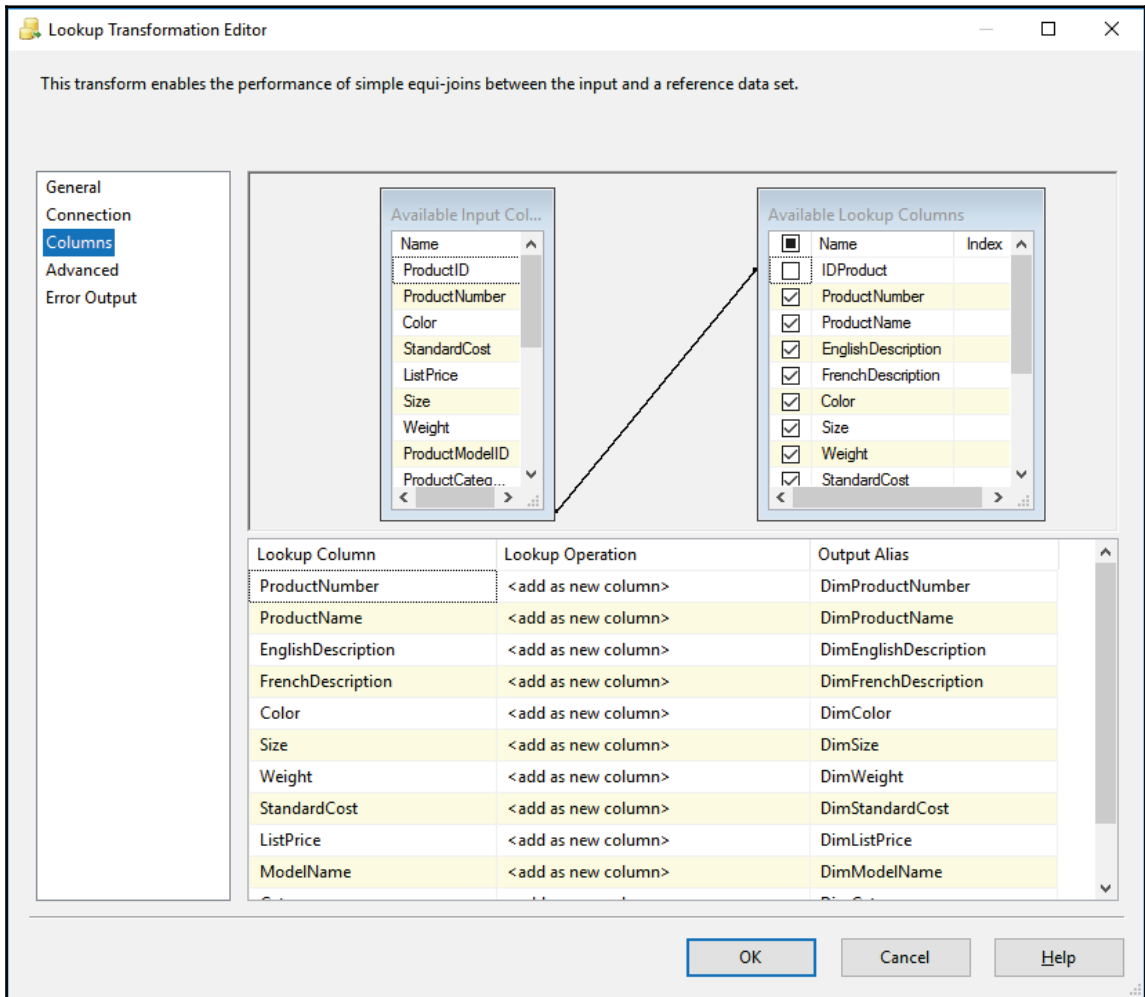 Lookup Transformation Editor
This transform enables the performance of simple equi-joins between the input and a reference data set.
General
Connection
Columns
Advanced
Error Output
Available Input Col...
Name
ProductID
ProductNumber
Color
StandardCost
ListPrice
Size
Weight
ProductModelID
ProductCateg...
Available Lookup Columns
Name Index
IDProduct
ProductNumber
ProductName
EnglishDescription
FrenchDescription
Color
Size
Weight
StandardCost
Lookup Column Lookup Operation Output Alias
ProductNumber <add as new column> DimProductNumber
ProductName <add as new column> DimProductName
EnglishDescription <add as new column> DimEnglishDescription
FrenchDescription <add as new column> DimFrenchDescription
Color <add as new column> DimColor
Size <add as new column> DimSize
Weight <add as new column> DimWeight
StandardCost <add as new column> DimStandardCost
ListPrice <add as new column> DimListPrice
ModelName <add as new column> DimModelName
OK Cancel Help